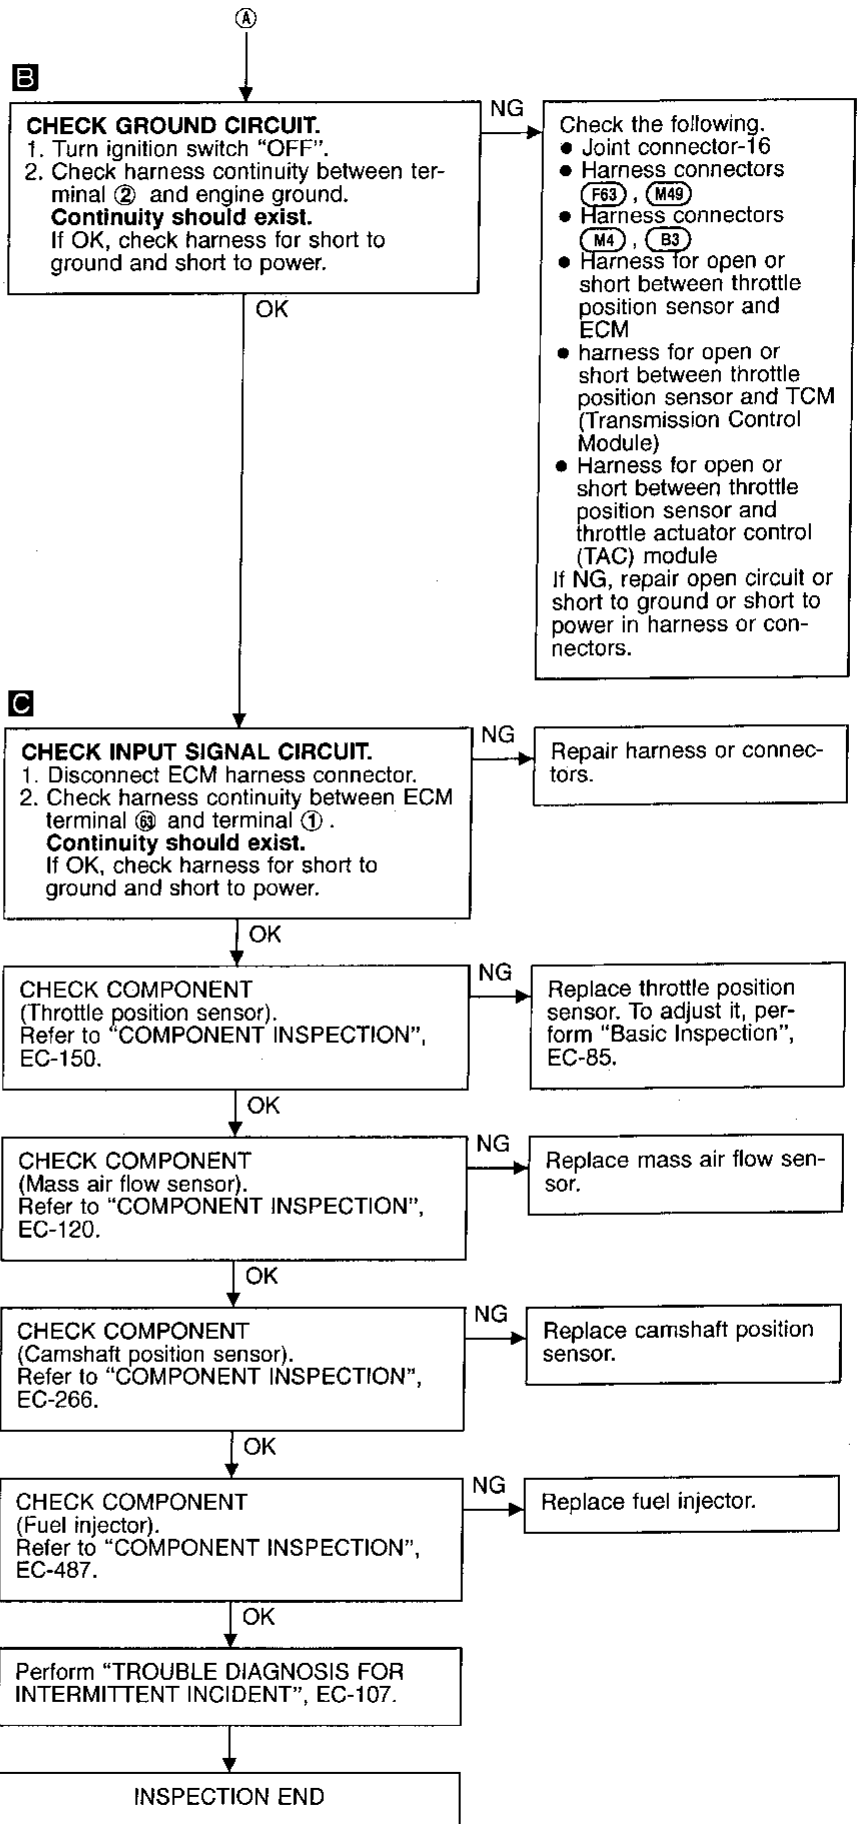 Ⓐ
B
CHECK GROUND CIRCUIT.
1. Turn ignition switch “OFF”.
2. Check harness continuity between ter-
minal ② and engine ground.
Continuity should exist.
If OK, check harness for short to
ground and short to power.
NG
Check the following.
● Joint connector-16
● Harness connectors
F63 , M49
● Harness connectors
M4 , B3
● Harness for open or
short between throttle
position sensor and
ECM
● harness for open or
short between throttle
position sensor and TCM
(Transmission Control
Module)
● Harness for open or
short between throttle
position sensor and
throttle actuator control
(TAC) module
If NG, repair open circuit or
short to ground or short to
power in harness or con-
nectors.
OK
C
CHECK INPUT SIGNAL CIRCUIT.
1. Disconnect ECM harness connector.
2. Check harness continuity between ECM
terminal 63 and terminal ① .
Continuity should exist.
If OK, check harness for short to
ground and short to power.
NG
Repair harness or connec-
tors.
OK
CHECK COMPONENT
(Throttle position sensor).
Refer to “COMPONENT INSPECTION”,
EC-150.
NG
Replace throttle position
sensor. To adjust it, per-
form “Basic Inspection”,
EC-85.
OK
CHECK COMPONENT
(Mass air flow sensor).
Refer to “COMPONENT INSPECTION”,
EC-120.
NG
Replace mass air flow sen-
sor.
OK
CHECK COMPONENT
(Camshaft position sensor).
Refer to “COMPONENT INSPECTION”,
EC-266.
NG
Replace camshaft position
sensor.
OK
CHECK COMPONENT
(Fuel injector).
Refer to “COMPONENT INSPECTION”,
EC-487.
NG
Replace fuel injector.
OK
Perform “TROUBLE DIAGNOSIS FOR
INTERMITTENT INCIDENT”, EC-107.
INSPECTION END